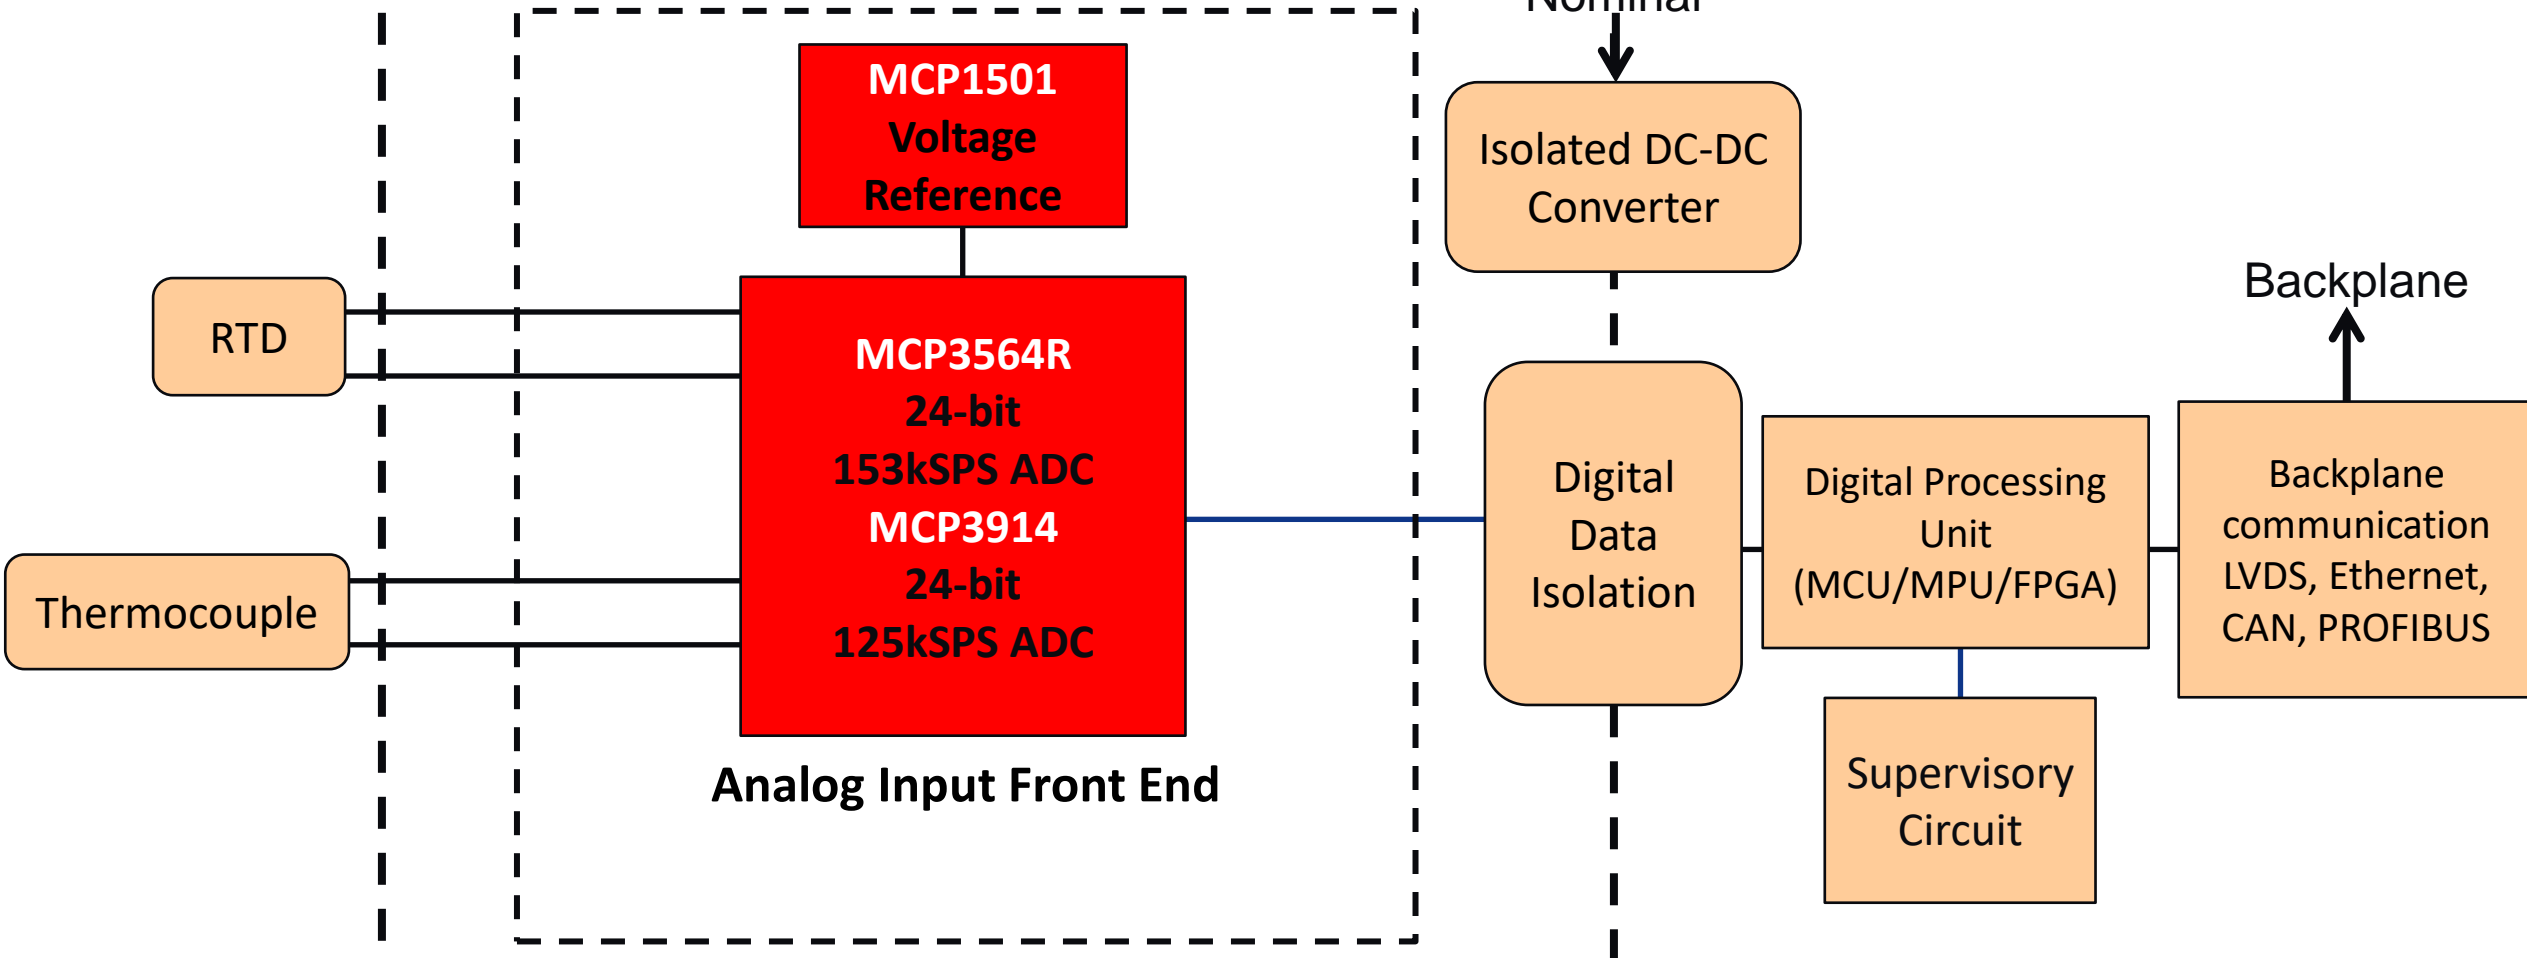 Nominal
MCP1501
Voltage
Reference
Isolated DC-DC
Converter
Backplane
RTD
Thermocouple
MCP3564R
24-bit
153kSPS ADC
MCP3914
24-bit
125kSPS ADC
Analog Input Front End
Digital
Data
Isolation
Digital Processing
Unit
(MCU/MPU/FPGA)
Backplane
communication
LVDS, Ethernet,
CAN, PROFIBUS
Supervisory
Circuit